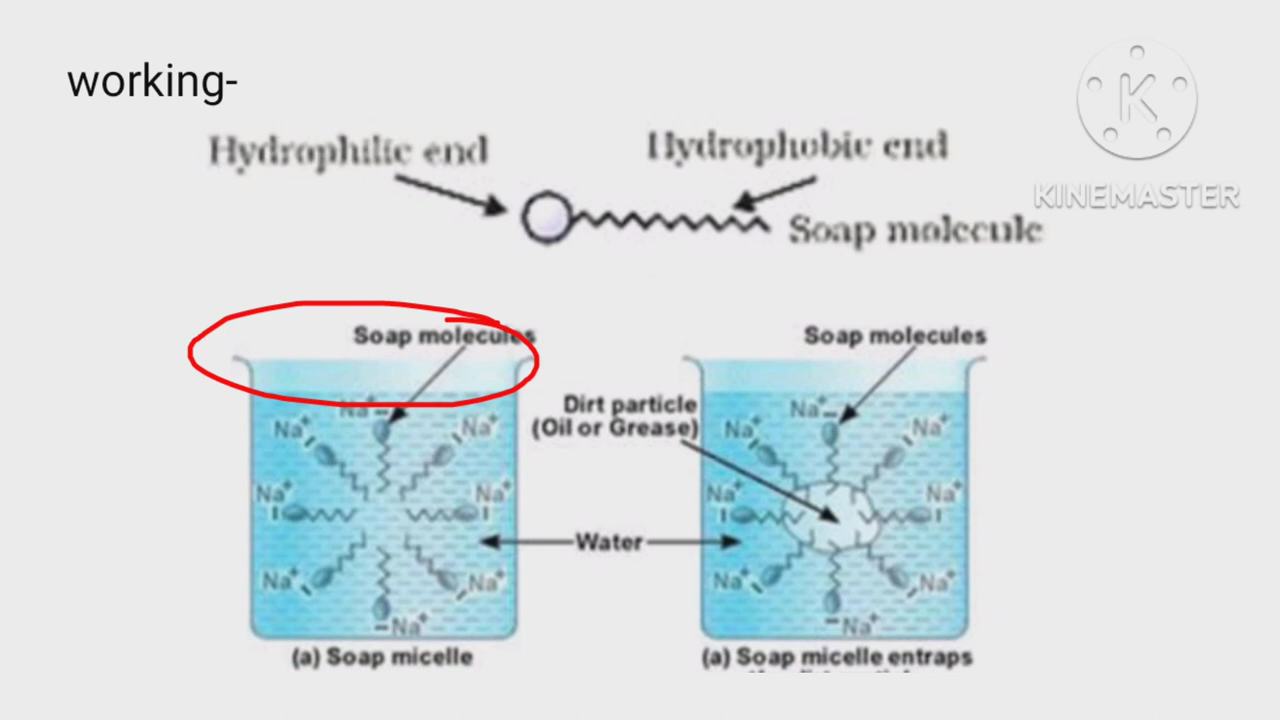 working-
K
KINEMASTER
Hydrophilic end
Hydrophobic end
Soap molecule
Soap molecules
Soap molecules
Na⁺
Na⁺
Na⁺
Na⁺
Na⁺
Na⁺
Na⁺
Na⁺
Dirt particle
(Oil or Grease)
Water
Na⁺
Na⁺
Na⁺
Na⁺
Na⁺
Na⁺
Na⁺
Na⁺
(a) Soap micelle
(a) Soap micelle entraps